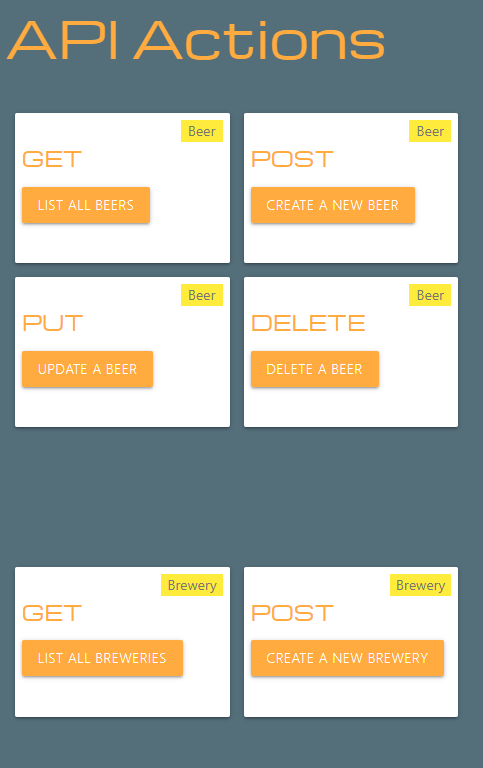 API Actions
Beer
GET
LIST ALL BEERS
Beer
POST
CREATE A NEW BEER
Beer
PUT
UPDATE A BEER
Beer
DELETE
DELETE A BEER
Brewery
GET
LIST ALL BREWERIES
Brewery
POST
CREATE A NEW BREWERY